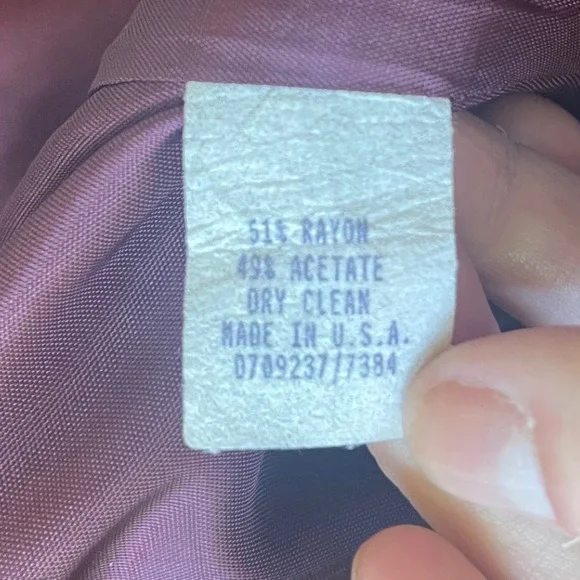 51% RAYON
49% ACETATE
DRY CLEAN
MADE IN U.S.A.
0709237/7384